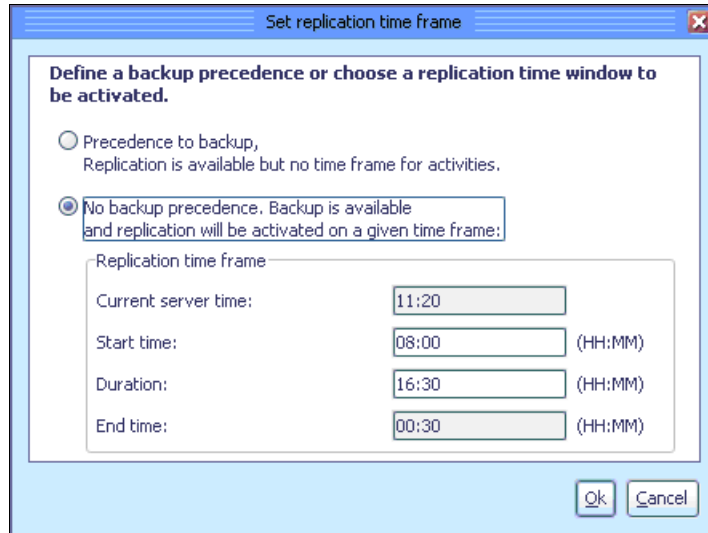 Set replication time frame
Define a backup precedence or choose a replication time window to
be activated.
Precedence to backup,
Replication is available but no time frame for activities.
No backup precedence. Backup is available
and replication will be activated on a given time frame:
Replication time frame
Current server time: 11:20
Start time: 08:00 (HH:MM)
Duration: 16:30 (HH:MM)
End time: 00:30 (HH:MM)
Ok Cancel